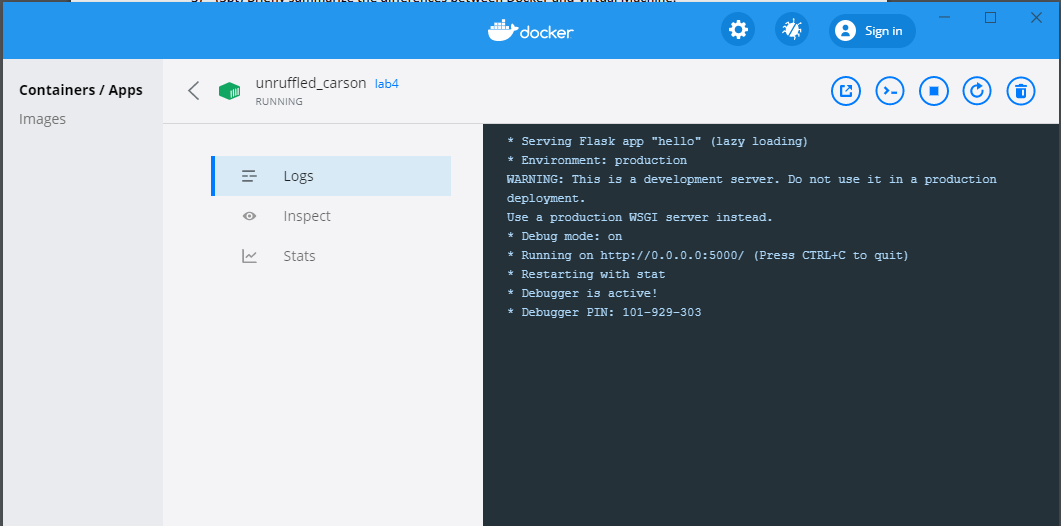 docker
Sign in
Containers / Apps
Images
unruffled_carson lab4
RUNNING
Logs
Inspect
Stats
* Serving Flask app "hello" (lazy loading)
* Environment: production
WARNING: This is a development server. Do not use it in a production
deployment.
Use a production WSGI server instead.
* Debug mode: on
* Running on http://0.0.0.0:5000/ (Press CTRL+C to quit)
* Restarting with stat
* Debugger is active!
* Debugger PIN: 101-929-303